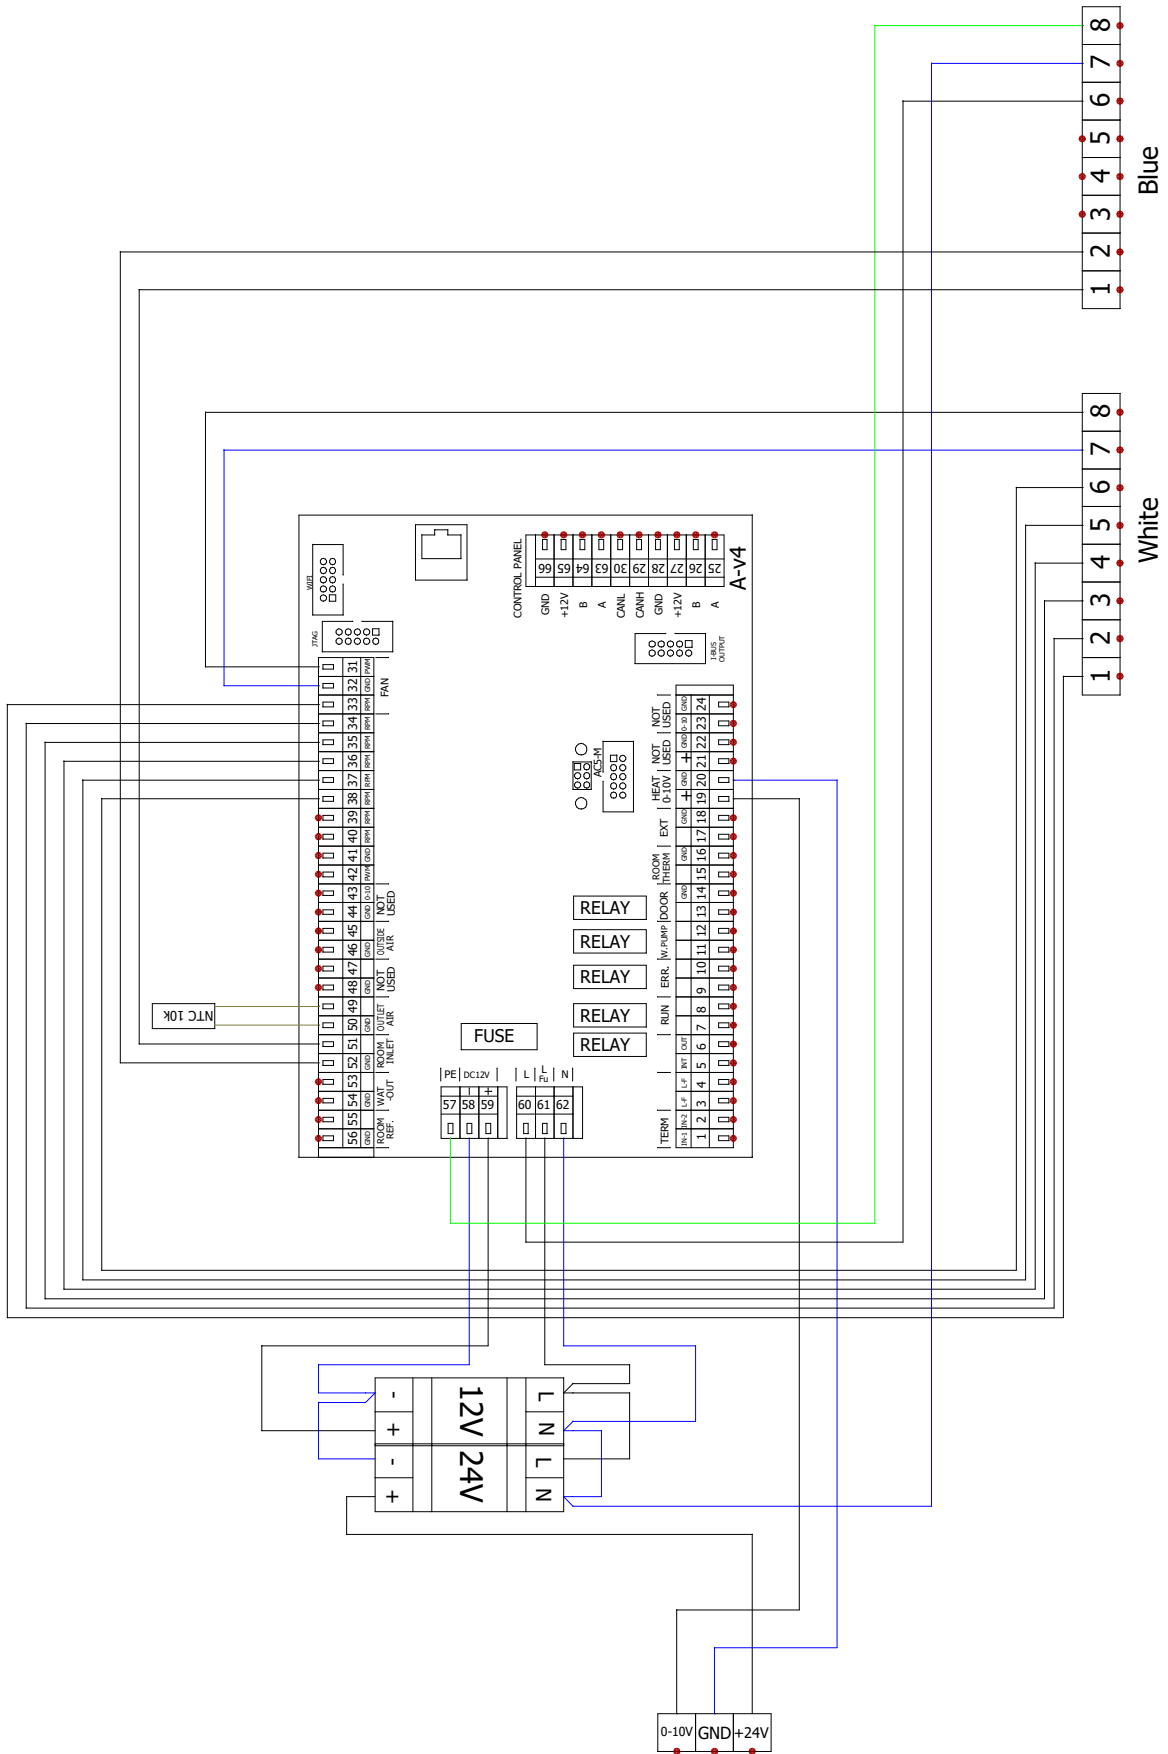 8
7
6
5
4
3
2
1
Blue
8
7
6
5
4
3
2
1
White
WIFI
JTAG
CONTROL PANEL
66 65 64 63 30 29 28 27 26 25
GND +12V B A CANL CANH GND +12V B A
A-v4
I-BUS
OUTPUT
31 PWM
32 GND
33 RPM
FAN
34 RPM
35 RPM
36 RPM
37 RPM
38 RPM
39 RPM
40 RPM
41 GND
42 PWM
43 0-10
44 GND
NOT
USED
45
46 GND
OUTSIDE
AIR
47
48 GND
NOT
USED
49
50 GND
OUTLET
AIR
NTC 10k
51
52 GND
ROOM
INLET
53
54 GND
WAT
-OUT
55
56 GND
ROOM
REF.
AC5-M
24 GND
23 0-10
NOT
USED
22 GND
21 +
NOT
USED
20 GND
19 +
HEAT
0-10V
18 GND
17
EXT
16 GND
15
ROOM
THERM
14 GND
13
DOOR
12
11
W.PUMP
10
9
ERR.
8
7
RUN
6 OUT
5 INT
4 L-F
3 L-F
2 IN-2
1 IN-1
TERM
RELAY
RELAY
RELAY
RELAY
RELAY
FUSE
PE DC12V
− +
57 58 59
L L Fu N
60 61 62
- 12V L
+ N
- 24V L
+ N
0-10V GND +24V